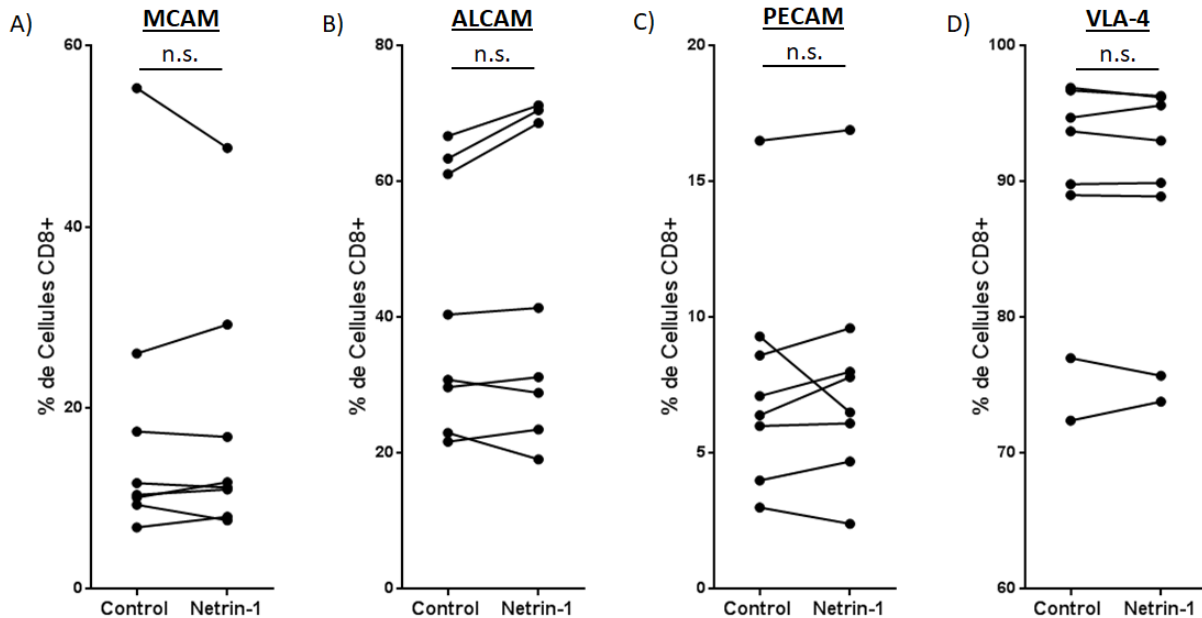 A) MCAM
n.s.
60
40
20
0
% de Cellules CD8+
Control Netrin-1
B) ALCAM
n.s.
80
60
40
20
0
% de Cellules CD8+
Control Netrin-1
C) PECAM
n.s.
20
15
10
5
0
% de Cellules CD8+
Control Netrin-1
D) VLA-4
n.s.
100
90
80
70
60
% de Cellules CD8+
Control Netrin-1